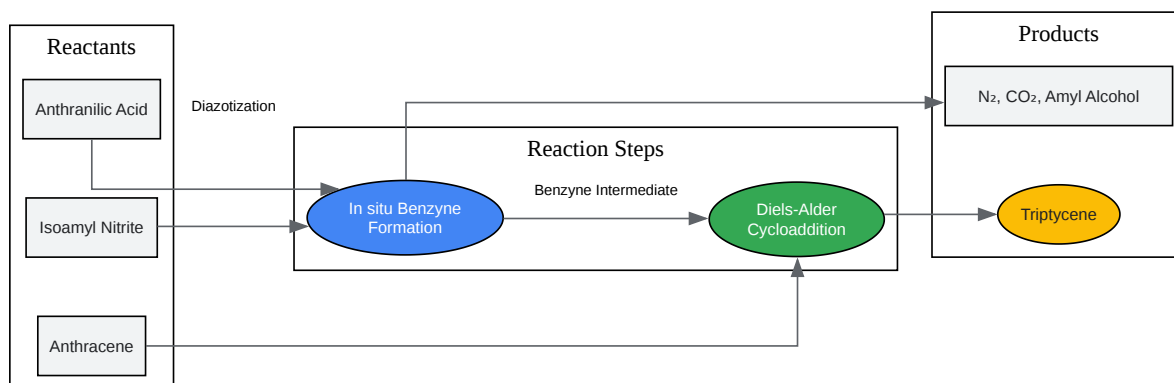 Reactants
Products
Anthranilic Acid
Diazotization
N₂, CO₂, Amyl Alcohol
Reaction Steps
Isoamyl Nitrite
In situ Benzyne
Formation
Benzyne Intermediate
Diels-Alder
Cycloaddition
Triptycene
Anthracene